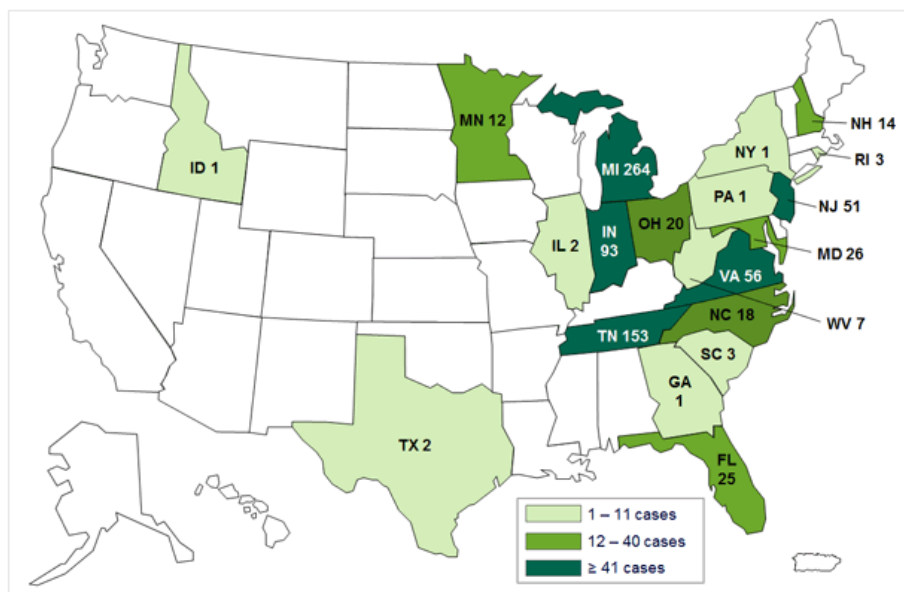 MN 12
NH 14
ID 1
NY 1
RI 3
MI 264
PA 1
NJ 51
OH 20
IL 2
IN
93
MD 26
VA 56
WV 7
NC 18
TN 153
SC 3
GA
1
TX 2
FL
25
1 – 11 cases
12 – 40 cases
≥ 41 cases